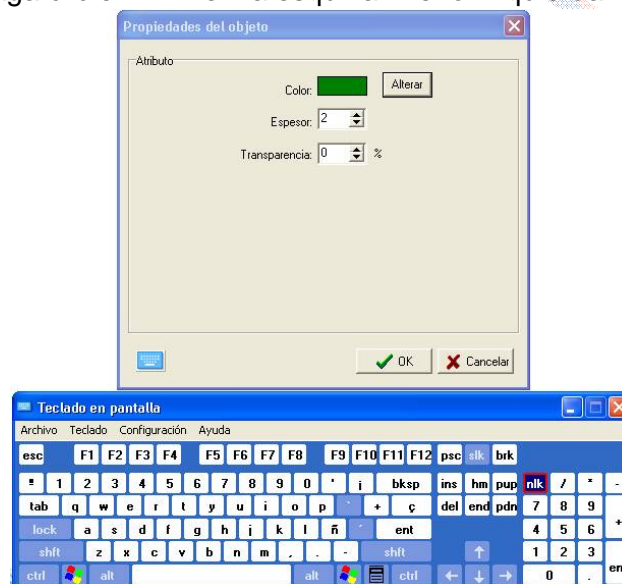 Propiedades del objeto
Atributo
Color: Alterar
Espesor: 2
Transparencia: 0 %
OK Cancelar
Teclado en pantalla
Archivo Teclado Configuración Ayuda
esc F1 F2 F3 F4 F5 F6 F7 F8 F9 F10 F11 F12 psc slk brk
1 2 3 4 5 6 7 8 9 0 ' ¡ bksp ins hm pup nlk / * -
tab q w e r t y u i o p ` + ç del end pdn 7 8 9
lock a s d f g h j k l ñ ´ ent 4 5 6 +
shft z x c v b n m , . - shft ↑ 1 2 3
ctrl alt alt ctrl ← ↓ → 0 . en